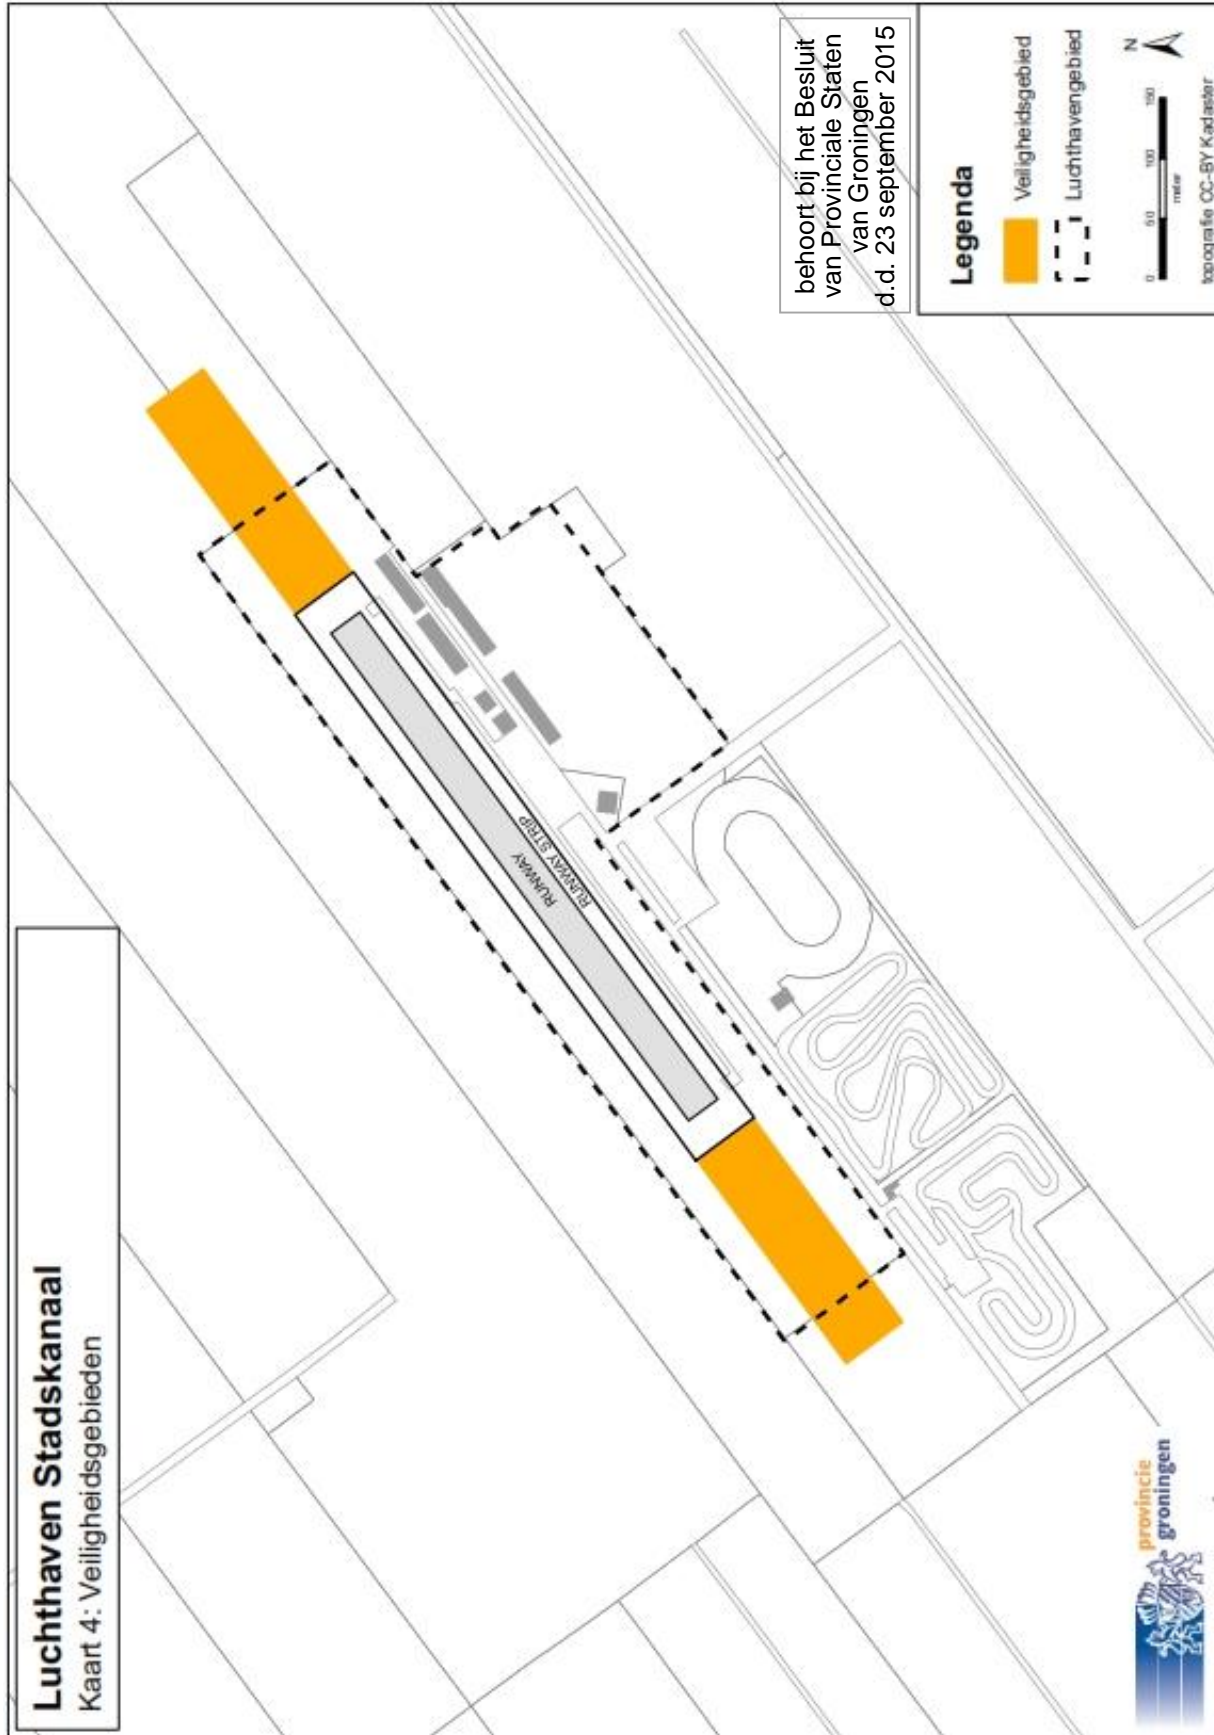 Luchthaven Stadskanaal
Kaart 4: Veiligheidsgebieden
RUNWAY
RUNWAY STRIP
behoort bij het Besluit
van Provinciale Staten
van Groningen
d.d. 23 september 2015
Legenda
Veiligheidsgebied
Luchthavengebied
N
0 50 100 150
meter
topografie CC-BY Kadaster
provincie
groningen